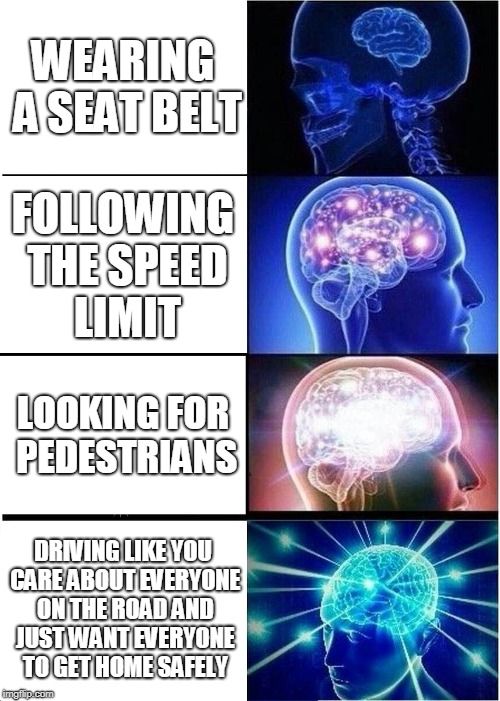 WEARING
A SEAT BELT
FOLLOWING
THE SPEED
LIMIT
LOOKING FOR
PEDESTRIANS
DRIVING LIKE YOU
CARE ABOUT EVERYONE
ON THE ROAD AND
JUST WANT EVERYONE
TO GET HOME SAFELY
imgflip.com